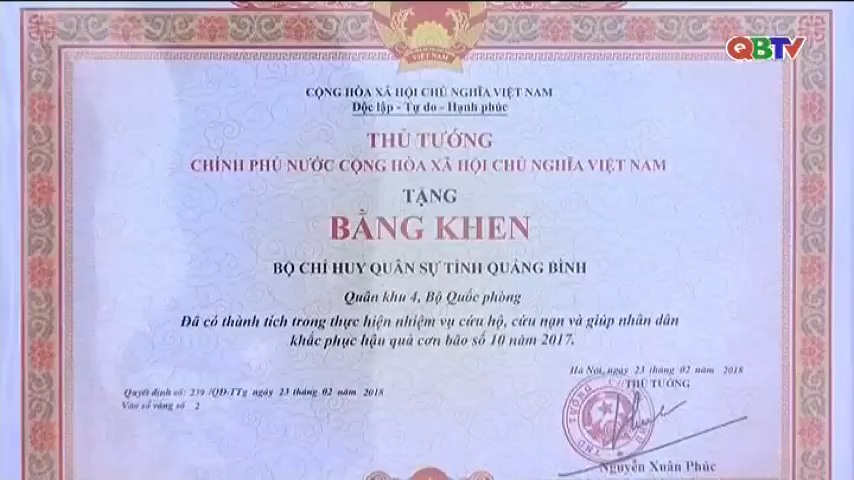 QBTV
VIỆT NAM
CỘNG HÒA XÃ HỘI CHỦ NGHĨA VIỆT NAM
Độc lập - Tự do - Hạnh phúc
THỦ TƯỚNG
CHÍNH PHỦ NƯỚC CỘNG HÒA XÃ HỘI CHỦ NGHĨA VIỆT NAM
TẶNG
BẰNG KHEN
BỘ CHỈ HUY QUÂN SỰ TỈNH QUẢNG BÌNH
Quân khu 4, Bộ Quốc phòng
Đã có thành tích trong thực hiện nhiệm vụ cứu hộ, cứu nạn và giúp nhân dân
khắc phục hậu quả cơn bão số 10 năm 2017.
Hà Nội, ngày 23 tháng 02 năm 2018
THỦ TƯỚNG
Quyết định số: 239 /QĐ-TTg ngày 23 tháng 02 năm 2018
Vào sổ vàng số 2
THỦ TƯỚNG
Nguyễn Xuân Phúc